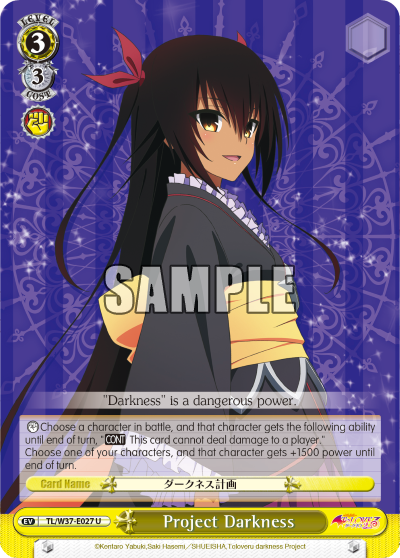 LEVEL
3
3
COST
SAMPLE
"Darkness" is a dangerous power.
Choose a character in battle, and that character gets the following ability
until end of turn, "CONT This card cannot deal damage to a player."
Choose one of your characters, and that character gets +1500 power until
end of turn.
Card Name
ダークネス計画
EV
TL/W37-E027 U
Project Darkness
©Kentaro Yabuki,Saki Hasemi／SHUEISHA,Toloveru darkness Project